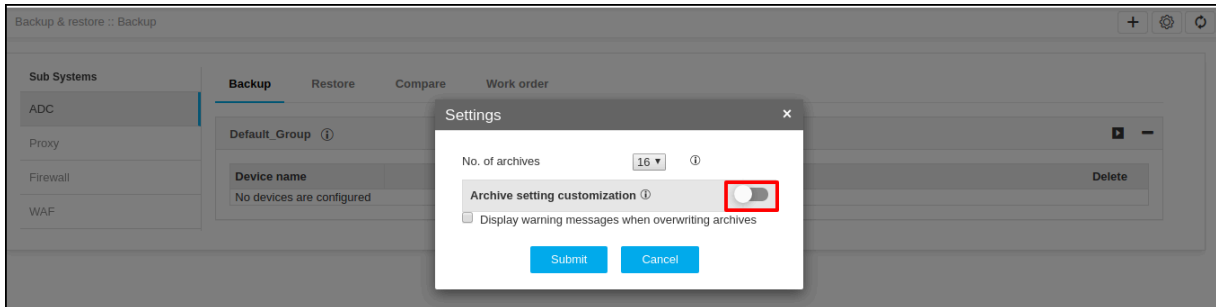 Backup & restore :: Backup
Sub Systems
ADC
Proxy
Firewall
WAF
Backup Restore Compare Work order
Default_Group
Device name Delete
No devices are configured
Settings ×
No. of archives 16
Archive setting customization
Display warning messages when overwriting archives
Submit Cancel